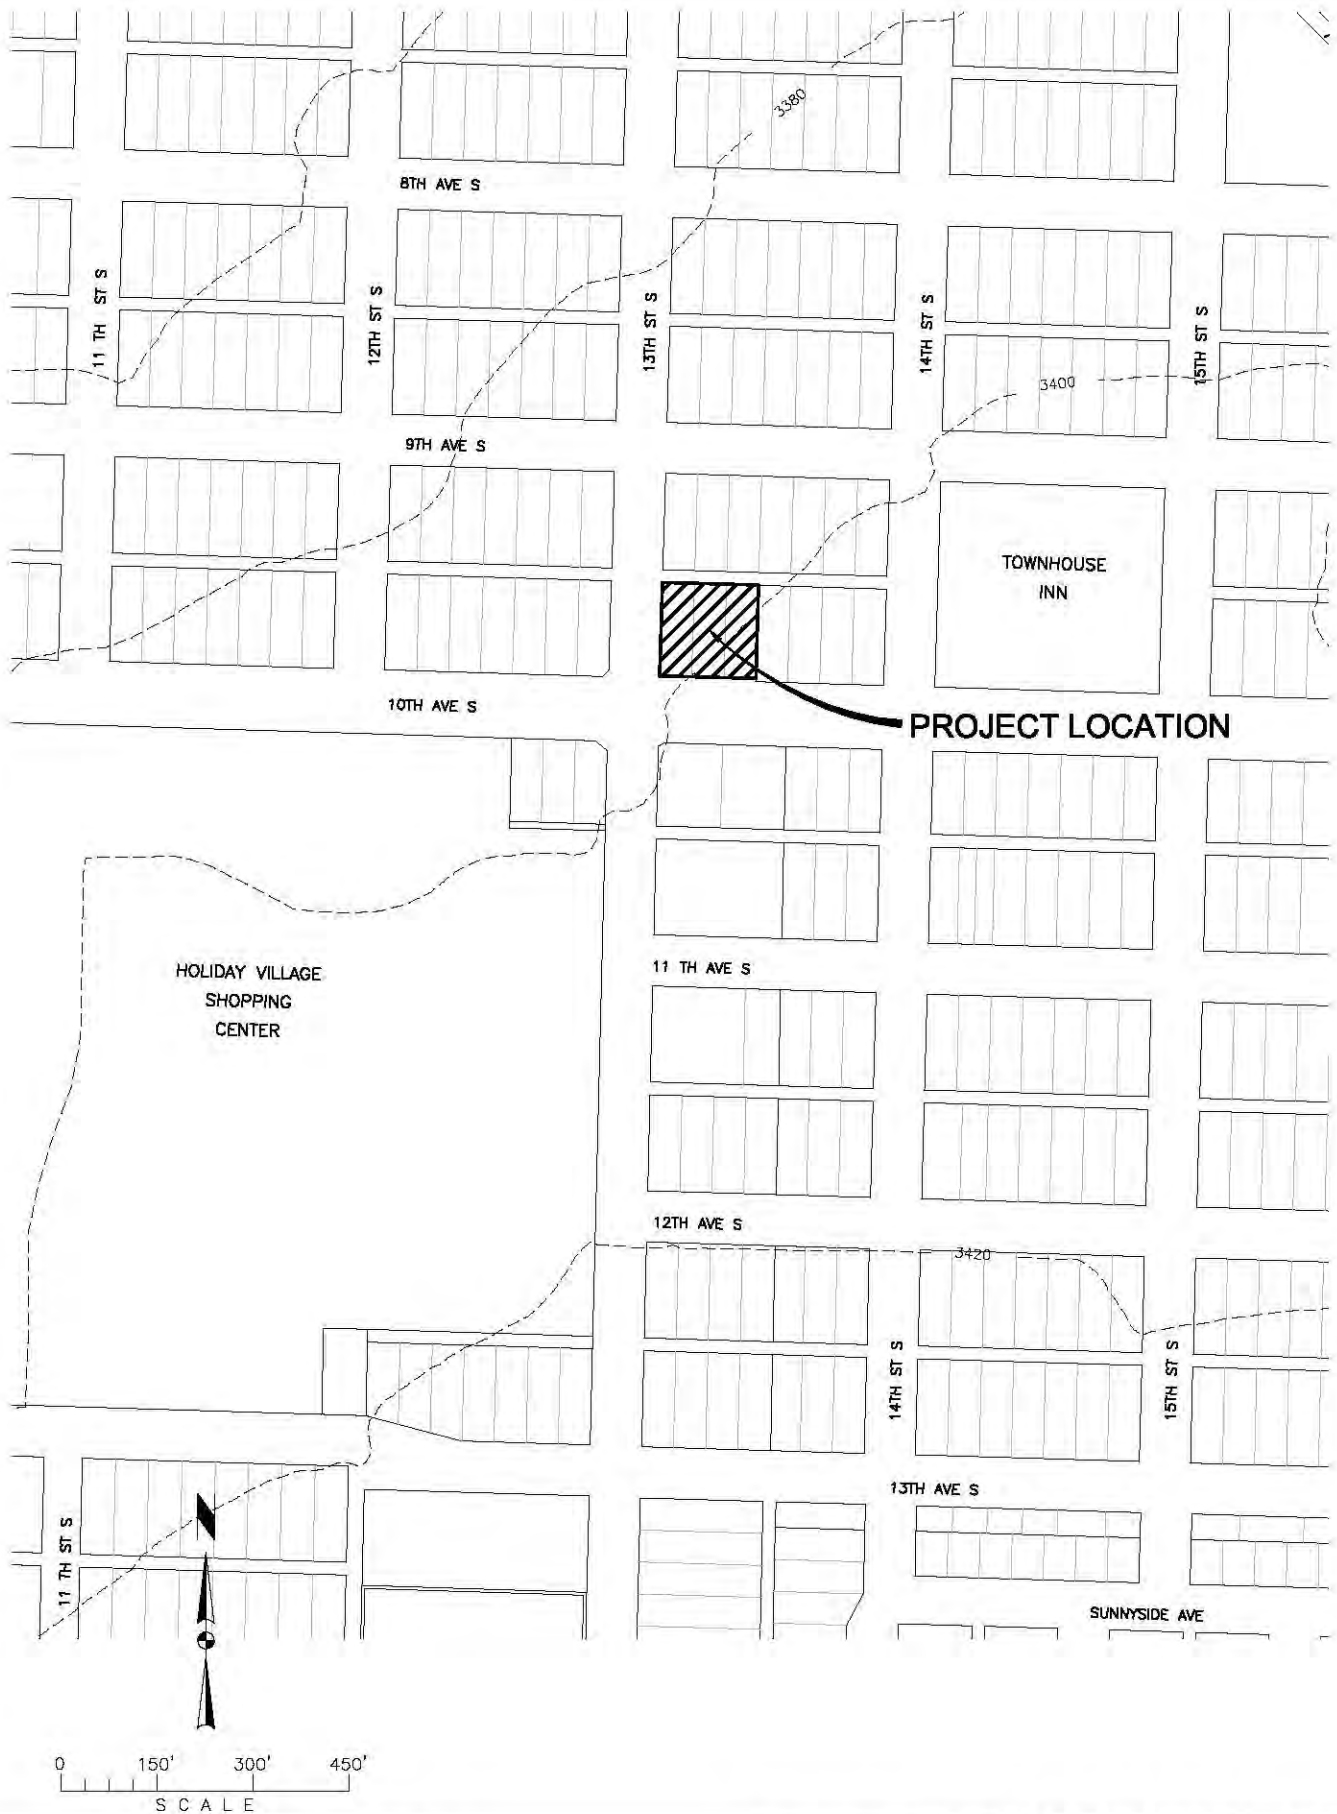 3380
8TH AVE S
11 TH ST S
12TH ST S
13TH ST S
14TH ST S
15TH ST S
3400
9TH AVE S
TOWNHOUSE
INN
10TH AVE S
PROJECT LOCATION
11 TH AVE S
HOLIDAY VILLAGE
SHOPPING
CENTER
12TH AVE S
3420
14TH ST S
15TH ST S
13TH AVE S
11 TH ST S
N
SUNNYSIDE AVE
0 150' 300' 450'
SCALE